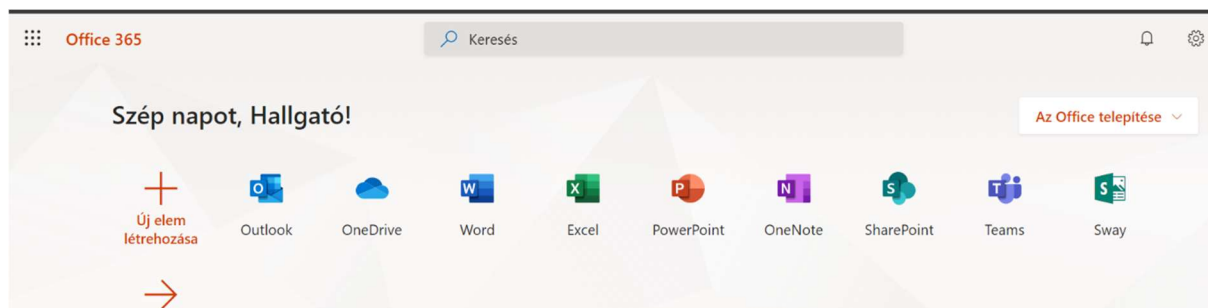 Office 365
Keresés
Szép napot, Hallgató!
Az Office telepítése
Új elem
létrehozása
Outlook
OneDrive
Word
Excel
PowerPoint
OneNote
SharePoint
Teams
Sway